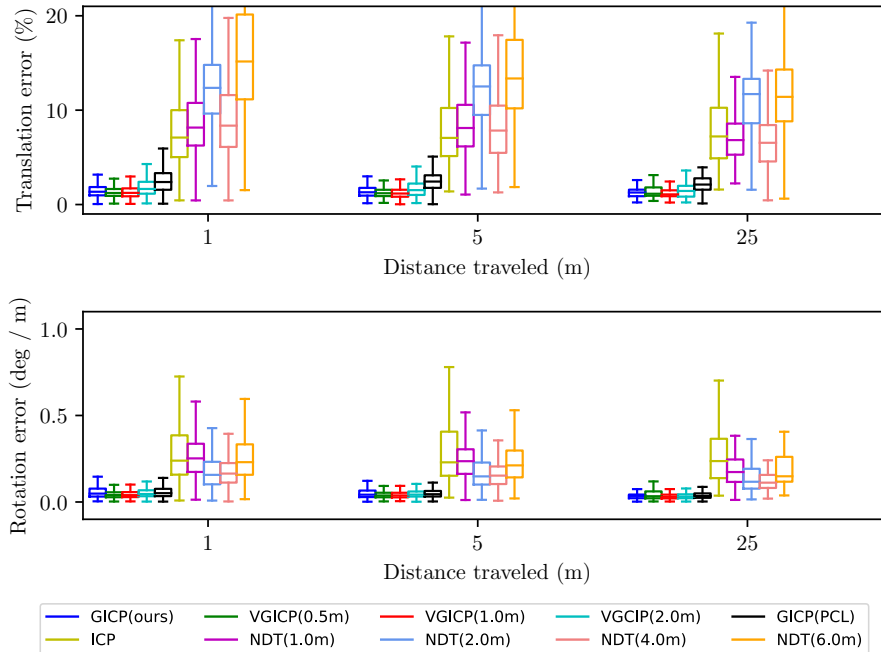 20
10
0
Translation error (%)
1
5
25
Distance traveled (m)
1.0
0.5
0.0
Rotation error (deg / m)
1
5
25
Distance traveled (m)
GICP(ours) VGICP(0.5m) VGICP(1.0m) VGCIP(2.0m) GICP(PCL)
ICP NDT(1.0m) NDT(2.0m) NDT(4.0m) NDT(6.0m)